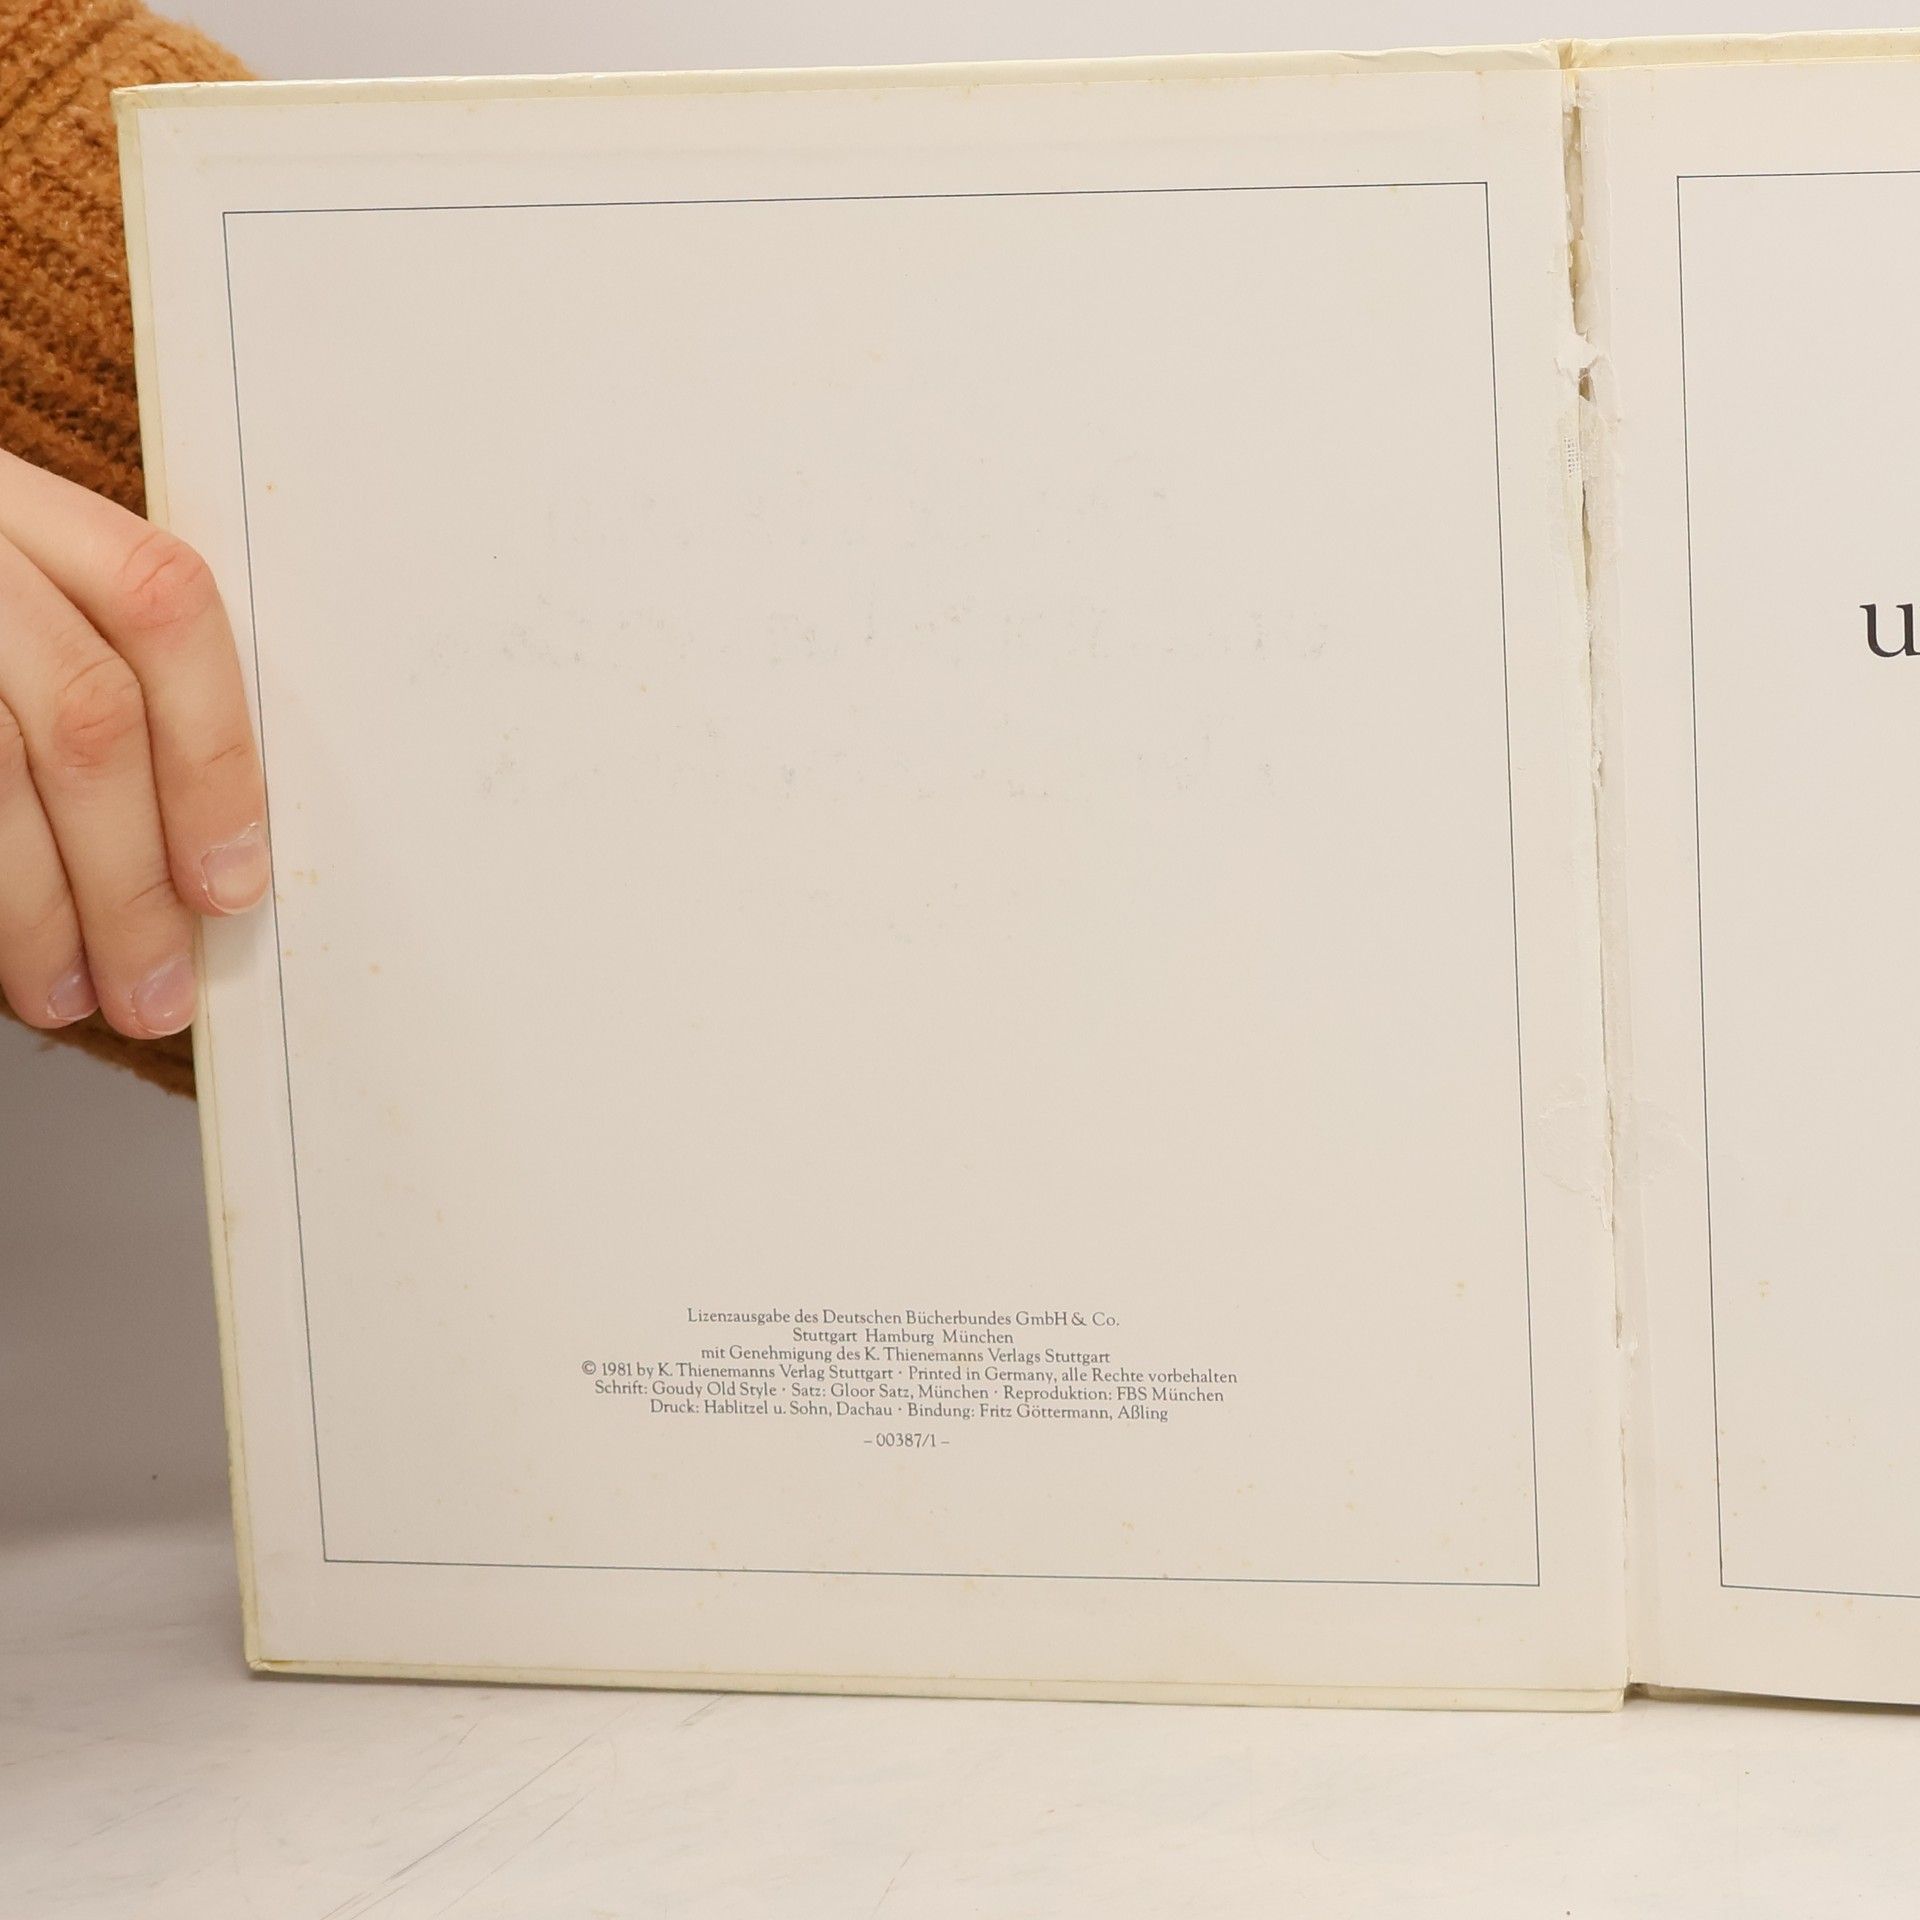 Lizenzausgabe des Deutschen Bücherbundes GmbH & Co.
Stuttgart Hamburg München
mit Genehmigung des K. Thienemanns Verlags Stuttgart
© 1981 by K. Thienemanns Verlag Stuttgart · Printed in Germany, alle Rechte vorbehalten
Schrift: Goudy Old Style · Satz: Gloor Satz, München · Reproduktion: FBS München
Druck: Hablitzel u. Sohn, Dachau · Bindung: Fritz Göttermann, Aßling
– 00387/1 –